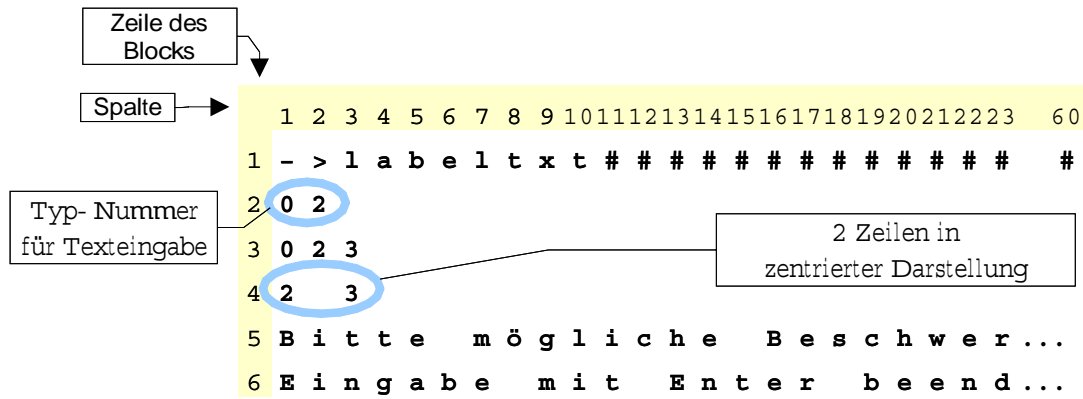 Zeile des
Blocks
Spalte
1 2 3 4 5 6 7 8 9 10 11 12 13 14 15 16 17 18 19 20 21 22 23 60
1 - > l a b e l t x t # # # # # # # # # # # # # #
Typ- Nummer
für Texteingabe
2 0 2
2 Zeilen in
zentrierter Darstellung
3 0 2 3
4 2 3
5 B i t t e m ö g l i c h e B e s c h w e r ...
6 E i n g a b e m i t E n t e r b e e n d ...